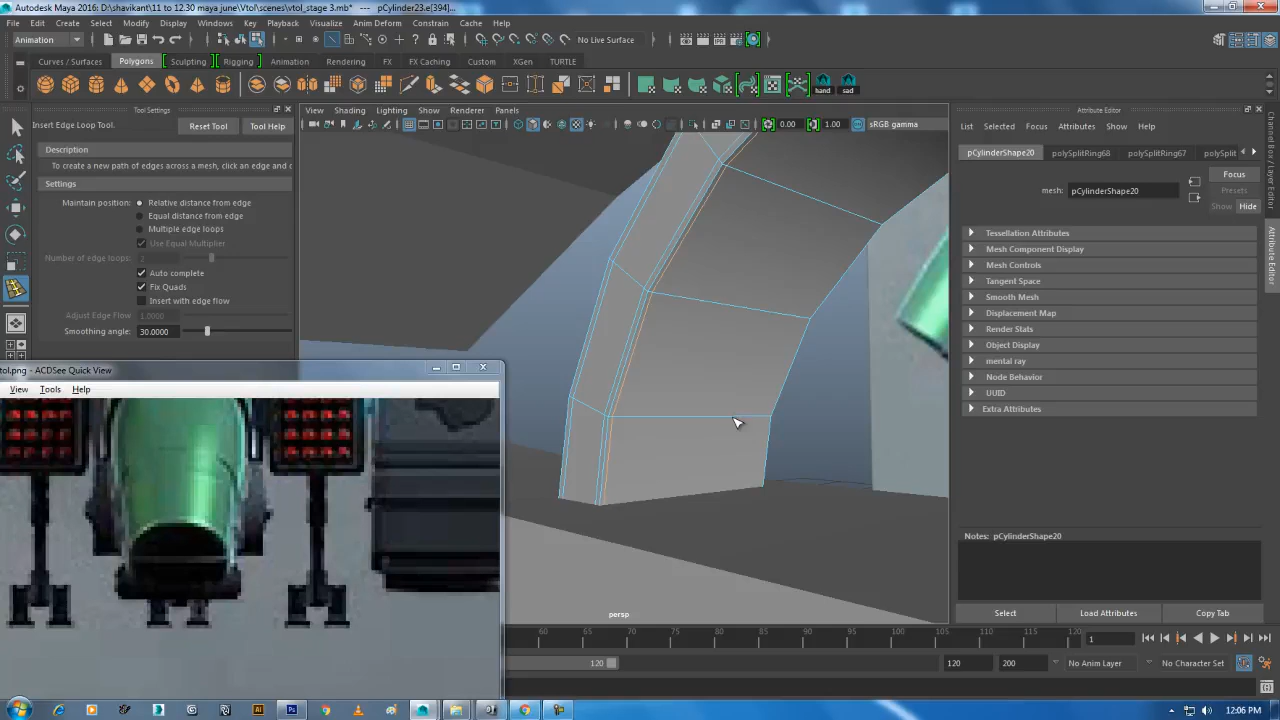 Autodesk Maya 2016: D:\shavikant\11 to 12.30 maya june\Vtol\scenes\vtol_stage 3.mb* --- pCylinder23.e[394]...
File Edit Create Select Modify Display Windows Key Playback Visualize Anim Deform Constrain Cache Help
Animation No Live Surface
Curves / Surfaces Polygons Sculpting Rigging Animation Rendering FX FX Caching Custom XGen TURTLE
hand sad
Tool Settings
Insert Edge Loop Tool. Reset Tool Tool Help
Description
To create a new path of edges across a mesh, click an edge and
Settings
Maintain position: Relative distance from edge
Equal distance from edge
Multiple edge loops
Use Equal Multiplier
Number of edge loops: 2
Auto complete
Fix Quads
Insert with edge flow
Adjust Edge Flow 1.0000
Smoothing angle: 30.0000
View Shading Lighting Show Renderer Panels
0.00 1.00 sRGB gamma
persp
tol.png - ACDSee Quick View
View Tools Help
Attribute Editor
List Selected Focus Attributes Show Help
pCylinderShape20 polySplitRing68 polySplitRing67 polySplit
Focus
Presets
mesh: pCylinderShape20
Show Hide
Tessellation Attributes
Mesh Component Display
Mesh Controls
Tangent Space
Smooth Mesh
Displacement Map
Render Stats
Object Display
mental ray
Node Behavior
UUID
Extra Attributes
Notes: pCylinderShape20
Select Load Attributes Copy Tab
Channel Box / Layer Editor
Attribute Editor
60 65 70 75 80 85 90 95 100 105 110 115 120 1
120 120 200 No Anim Layer No Character Set
12:06 PM